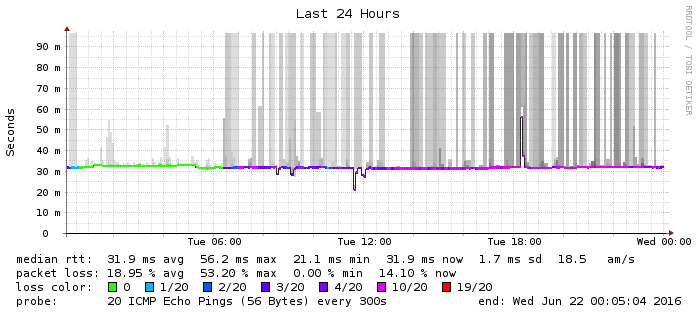 Last 24 Hours
RRDTOOL / TOBI OETIKER
Seconds
90 m
80 m
70 m
60 m
50 m
40 m
30 m
20 m
10 m
0
Tue 06:00 Tue 12:00 Tue 18:00 Wed 00:00
median rtt: 31.9 ms avg 56.2 ms max 21.1 ms min 31.9 ms now 1.7 ms sd 18.5 am/s
packet loss: 18.95 % avg 53.20 % max 0.00 % min 14.10 % now
loss color: 0 1/20 2/20 3/20 4/20 10/20 19/20
probe: 20 ICMP Echo Pings (56 Bytes) every 300s end: Wed Jun 22 00:05:04 2016